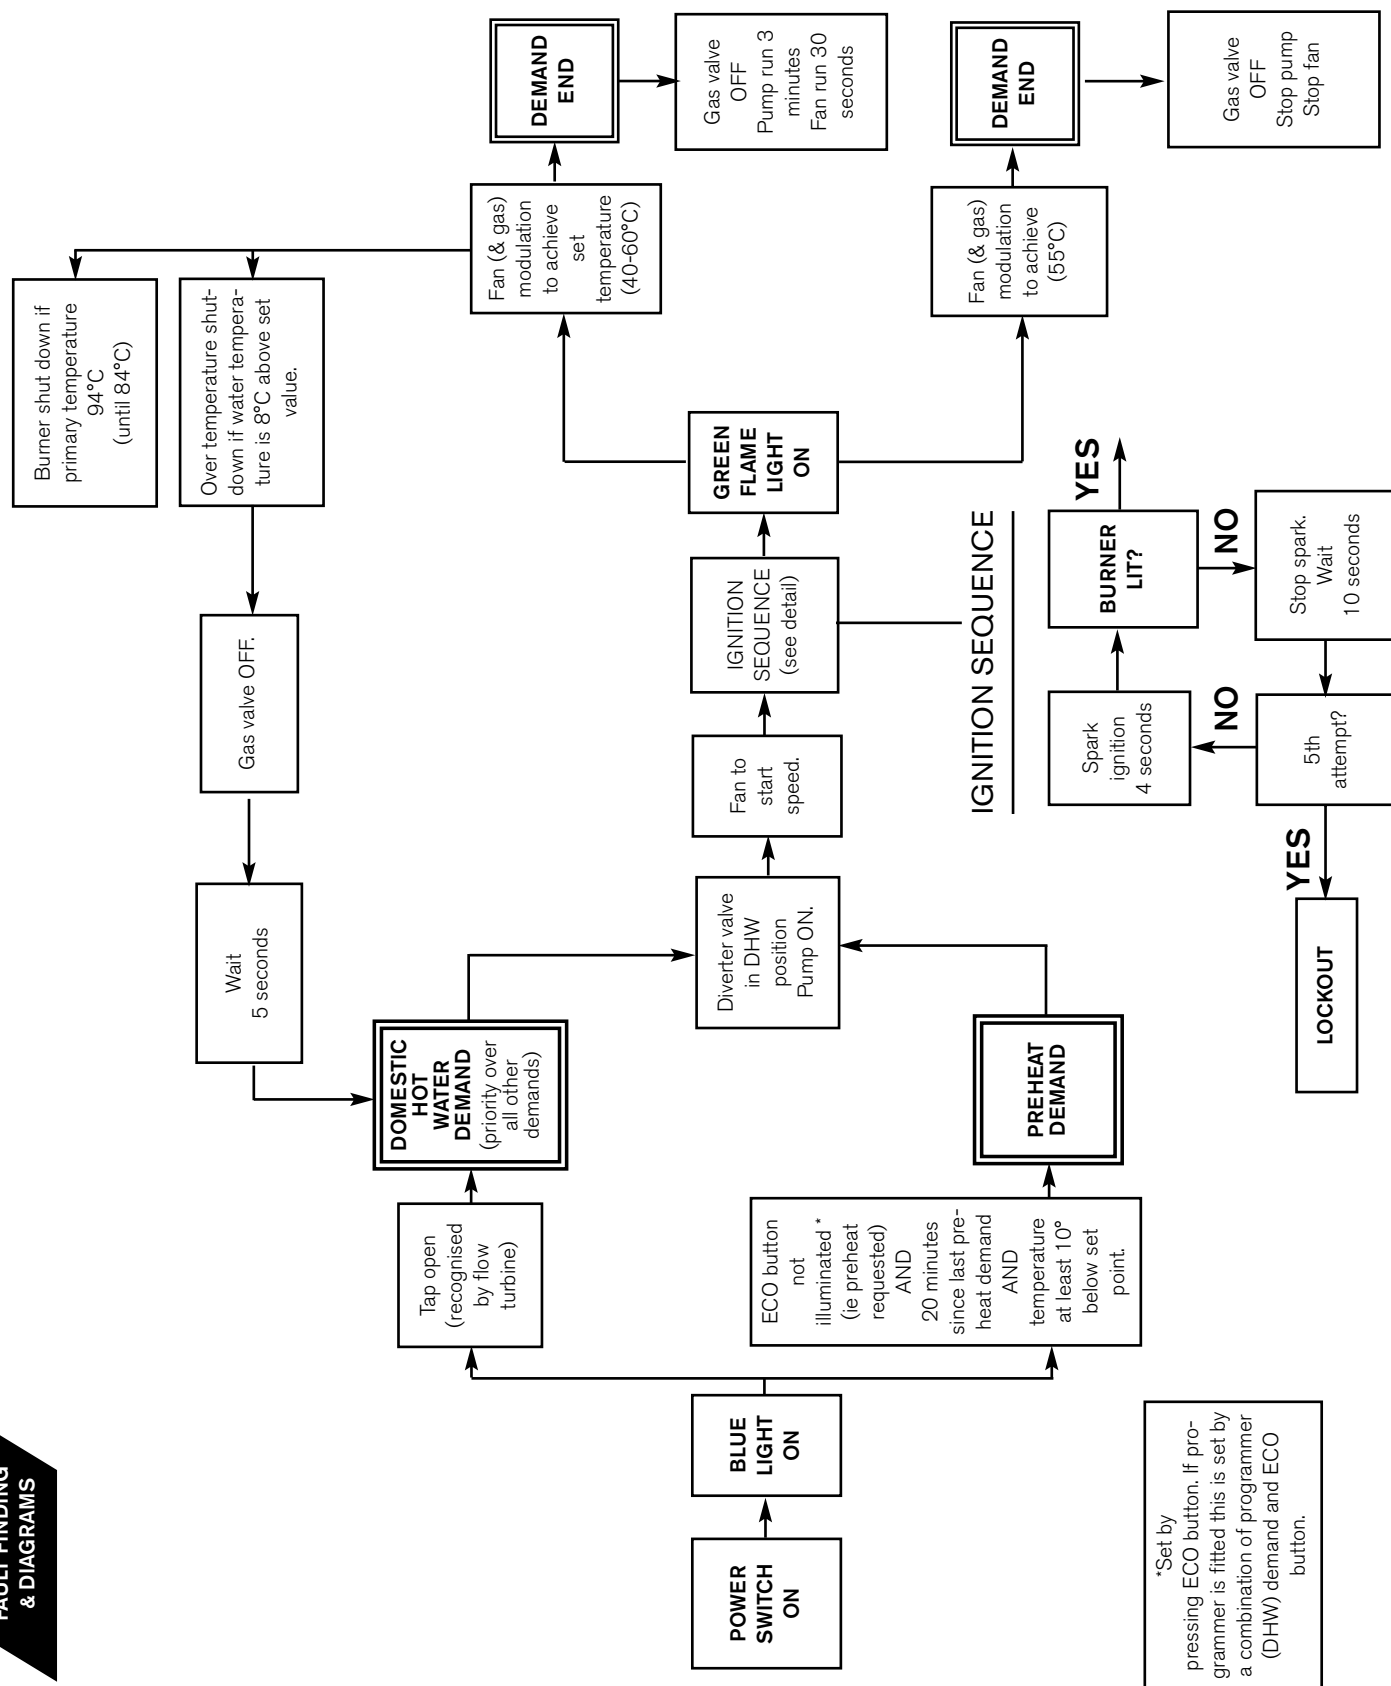 FAULT FINDING
& DIAGRAMS
POWER
SWITCH
ON
BLUE
LIGHT
ON
Tap open
(recognised
by flow
turbine)
DOMESTIC
HOT
WATER
DEMAND
(priority over
all other
demands)
Wait
5 seconds
Gas valve OFF.
Over temperature shut-
down if water tempera-
ture is 8°C above set
value.
Burner shut down if
primary temperature
94°C
(until 84°C)
ECO button
not
illuminated *
(ie preheat
requested)
AND
20 minutes
since last pre-
heat demand
AND
temperature
at least 10°
below set
point.
PREHEAT
DEMAND
Diverter valve
in DHW
position
Pump ON.
Fan to
start
speed.
IGNITION
SEQUENCE
(see detail)
GREEN
FLAME
LIGHT
ON
Fan (& gas)
modulation
to achieve
set
temperature
(40-60°C)
DEMAND
END
Gas valve
OFF
Pump run 3
minutes
Fan run 30
seconds
Fan (& gas)
modulation
to achieve
(55°C)
DEMAND
END
Gas valve
OFF
Stop pump
Stop fan
IGNITION SEQUENCE
Spark
ignition
4 seconds
BURNER
LIT?
YES
NO
Stop spark.
Wait
10 seconds
5th
attempt?
NO
YES
LOCKOUT
*Set by
pressing ECO button. If pro-
grammer is fitted this is set by
a combination of programmer
(DHW) demand and ECO
button.